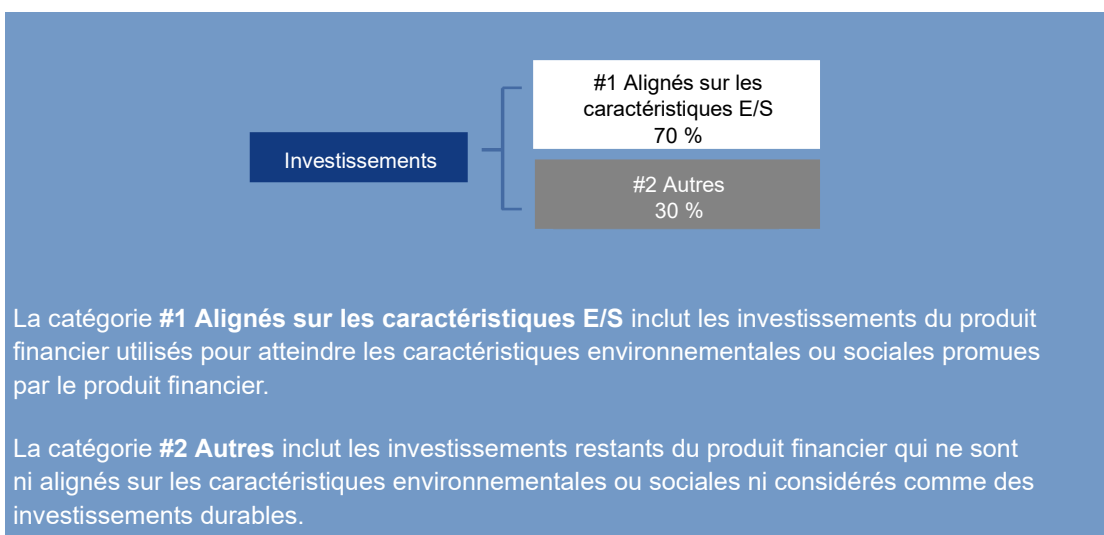 #1 Alignés sur les
caractéristiques E/S
70 %
Investissements
#2 Autres
30 %
La catégorie #1 Alignés sur les caractéristiques E/S inclut les investissements du produit
financier utilisés pour atteindre les caractéristiques environnementales ou sociales promues
par le produit financier.
La catégorie #2 Autres inclut les investissements restants du produit financier qui ne sont
ni alignés sur les caractéristiques environnementales ou sociales ni considérés comme des
investissements durables.